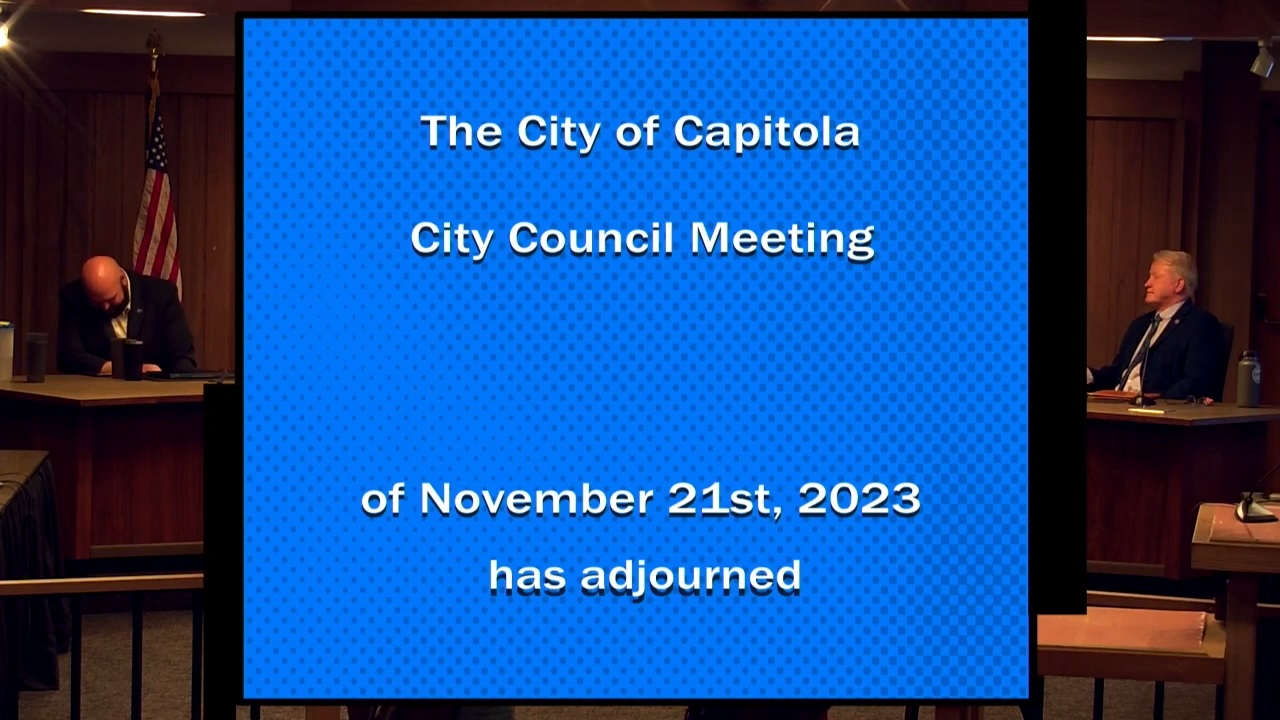 The City of Capitola
City Council Meeting
of November 21st, 2023
has adjourned